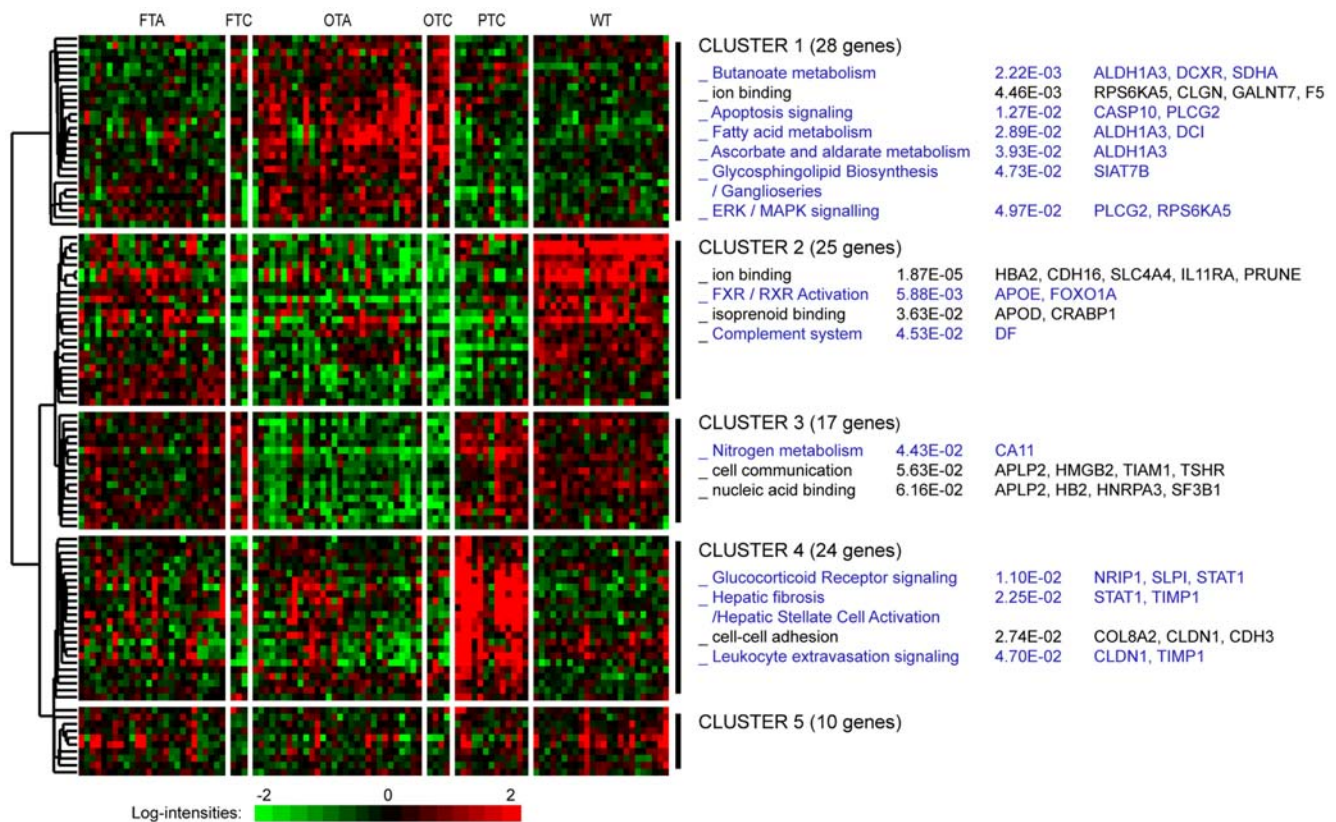 FTA FTC OTA OTC PTC WT
CLUSTER 1 (28 genes)
_ Butanoate metabolism 2.22E-03 ALDH1A3, DCXR, SDHA
_ ion binding 4.46E-03 RPS6KA5, CLGN, GALNT7, F5
_ Apoptosis signaling 1.27E-02 CASP10, PLCG2
_ Fatty acid metabolism 2.89E-02 ALDH1A3, DCI
_ Ascorbate and aldarate metabolism 3.93E-02 ALDH1A3
_ Glycosphingolipid Biosynthesis 4.73E-02 SIAT7B
/ Ganglioseries
_ ERK / MAPK signalling 4.97E-02 PLCG2, RPS6KA5
CLUSTER 2 (25 genes)
_ ion binding 1.87E-05 HBA2, CDH16, SLC4A4, IL11RA, PRUNE
_ FXR / RXR Activation 5.88E-03 APOE, FOXO1A
_ isoprenoid binding 3.63E-02 APOD, CRABP1
_ Complement system 4.53E-02 DF
CLUSTER 3 (17 genes)
_ Nitrogen metabolism 4.43E-02 CA11
_ cell communication 5.63E-02 APLP2, HMGB2, TIAM1, TSHR
_ nucleic acid binding 6.16E-02 APLP2, HB2, HNRPA3, SF3B1
CLUSTER 4 (24 genes)
_ Glucocorticoid Receptor signaling 1.10E-02 NRIP1, SLPI, STAT1
_ Hepatic fibrosis 2.25E-02 STAT1, TIMP1
/Hepatic Stellate Cell Activation
_ cell-cell adhesion 2.74E-02 COL8A2, CLDN1, CDH3
_ Leukocyte extravasation signaling 4.70E-02 CLDN1, TIMP1
CLUSTER 5 (10 genes)
-2 0 2
Log-intensities: